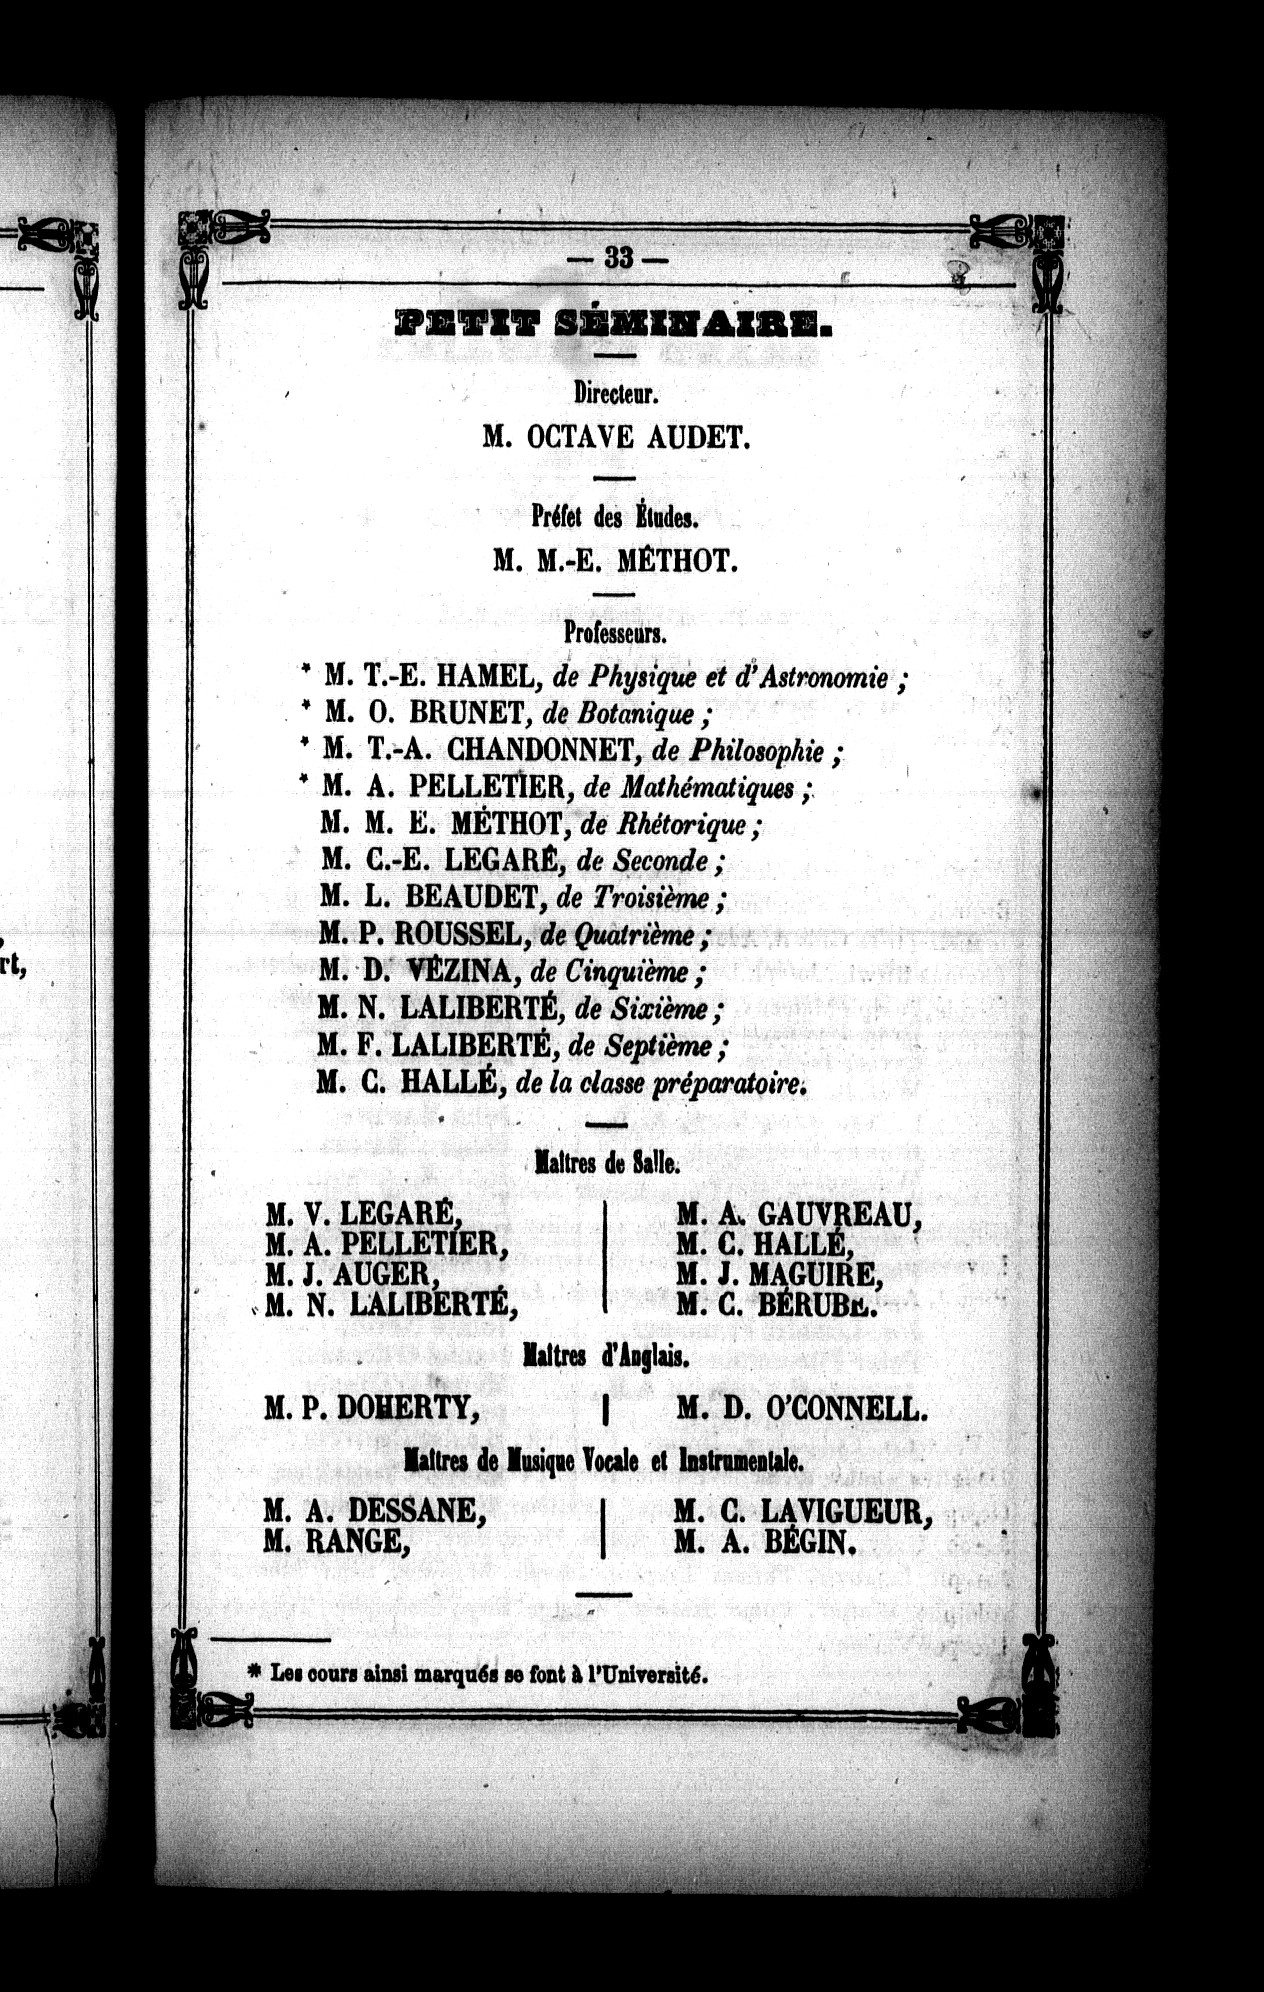 — 33 —
PETIT SÉMINAIRE.
Directeur.
M. OCTAVE AUDET.
Préfet des Études.
M. M.-E. MÉTHOT.
Professeurs.
* M. T.-E. HAMEL, de Physique et d'Astronomie ;
* M. O. BRUNET, de Botanique ;
* M. T.-A. CHANDONNET, de Philosophie ;
* M. A. PELLETIER, de Mathématiques ;
M. M. E. MÉTHOT, de Rhétorique ;
M. C.-E. LEGARÉ, de Seconde ;
M. L. BEAUDET, de Troisième ;
M. P. ROUSSEL, de Quatrième ;
M. D. VÉZINA, de Cinquième ;
M. N. LALIBERTÉ, de Sixième ;
M. F. LALIBERTÉ, de Septième ;
M. C. HALLÉ, de la classe préparatoire.
Maîtres de Salle.
M. V. LEGARÉ,
M. A. PELLETIER,
M. J. AUGER,
M. N. LALIBERTÉ,
M. A. GAUVREAU,
M. C. HALLÉ,
M. J. MAGUIRE,
M. C. BÉRUBE.
Maîtres d'Anglais.
M. P. DOHERTY,
M. D. O'CONNELL.
Maîtres de Musique Vocale et Instrumentale.
M. A. DESSANE,
M. RANGE,
M. C. LAVIGUEUR,
M. A. BÉGIN.
* Les cours ainsi marqués se font à l'Université.